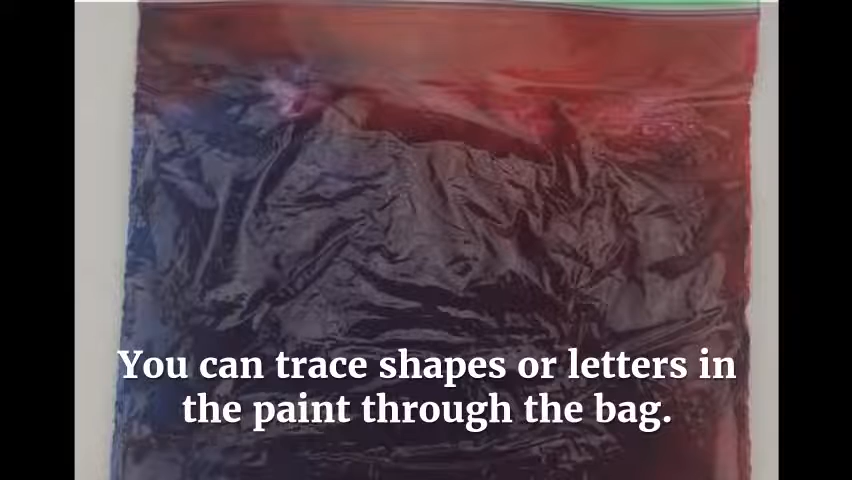 You can trace shapes or letters in
the paint through the bag.